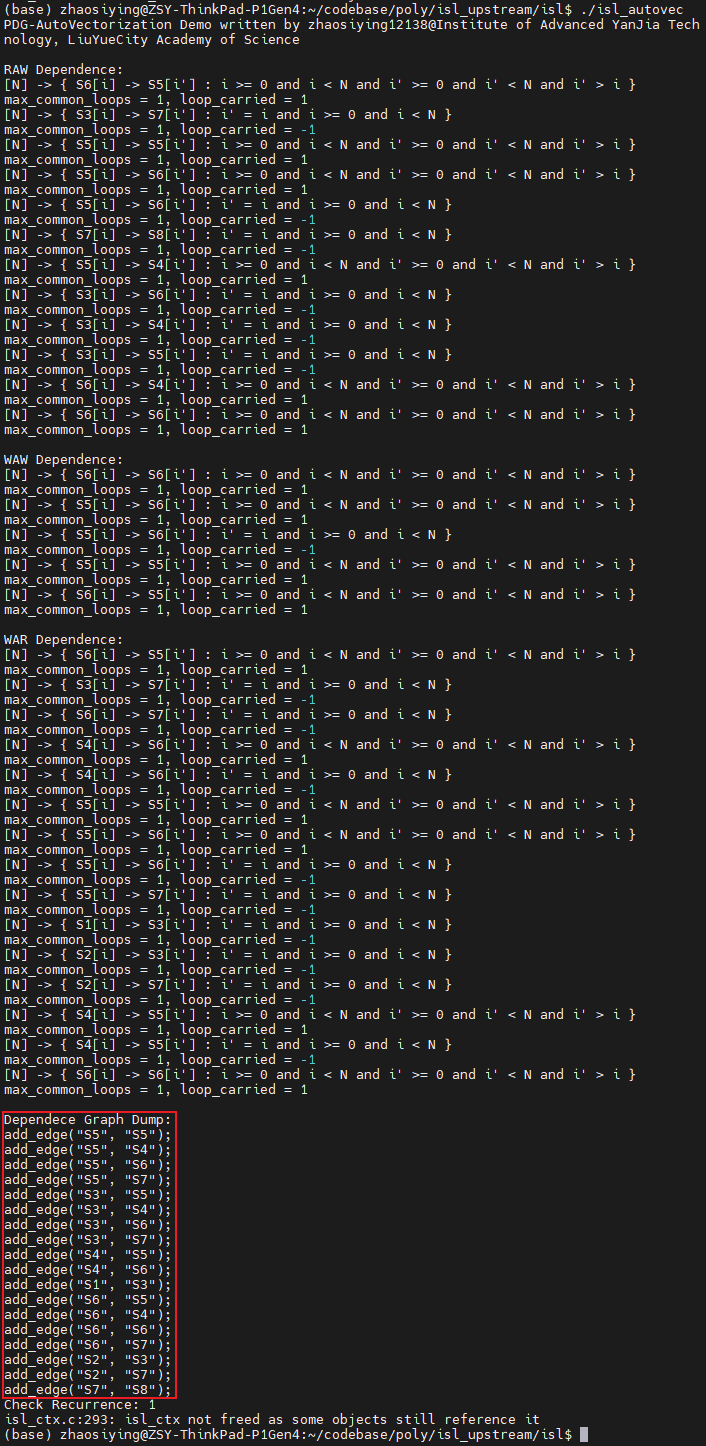 (base) zhaosiying@ZSY-ThinkPad-P1Gen4:~/codebase/poly/isl_upstream/isl$ ./isl_autovec
PDG-AutoVectorization Demo written by zhaosiying12138@Institute of Advanced YanJia Tech
nology, LiuYueCity Academy of Science

RAW Dependence:
[N] -> { S6[i] -> S5[i'] : i >= 0 and i < N and i' >= 0 and i' < N and i' > i }
max_common_loops = 1, loop_carried = 1
[N] -> { S3[i] -> S7[i'] : i' = i and i >= 0 and i < N }
max_common_loops = 1, loop_carried = -1
[N] -> { S5[i] -> S5[i'] : i >= 0 and i < N and i' >= 0 and i' < N and i' > i }
max_common_loops = 1, loop_carried = 1
[N] -> { S5[i] -> S6[i'] : i >= 0 and i < N and i' >= 0 and i' < N and i' > i }
max_common_loops = 1, loop_carried = 1
[N] -> { S5[i] -> S6[i'] : i' = i and i >= 0 and i < N }
max_common_loops = 1, loop_carried = -1
[N] -> { S7[i] -> S8[i'] : i' = i and i >= 0 and i < N }
max_common_loops = 1, loop_carried = -1
[N] -> { S5[i] -> S4[i'] : i >= 0 and i < N and i' >= 0 and i' < N and i' > i }
max_common_loops = 1, loop_carried = 1
[N] -> { S3[i] -> S6[i'] : i' = i and i >= 0 and i < N }
max_common_loops = 1, loop_carried = -1
[N] -> { S3[i] -> S4[i'] : i' = i and i >= 0 and i < N }
max_common_loops = 1, loop_carried = -1
[N] -> { S3[i] -> S5[i'] : i' = i and i >= 0 and i < N }
max_common_loops = 1, loop_carried = -1
[N] -> { S6[i] -> S4[i'] : i >= 0 and i < N and i' >= 0 and i' < N and i' > i }
max_common_loops = 1, loop_carried = 1
[N] -> { S6[i] -> S6[i'] : i >= 0 and i < N and i' >= 0 and i' < N and i' > i }
max_common_loops = 1, loop_carried = 1

WAW Dependence:
[N] -> { S6[i] -> S6[i'] : i >= 0 and i < N and i' >= 0 and i' < N and i' > i }
max_common_loops = 1, loop_carried = 1
[N] -> { S5[i] -> S6[i'] : i >= 0 and i < N and i' >= 0 and i' < N and i' > i }
max_common_loops = 1, loop_carried = 1
[N] -> { S5[i] -> S6[i'] : i' = i and i >= 0 and i < N }
max_common_loops = 1, loop_carried = -1
[N] -> { S5[i] -> S5[i'] : i >= 0 and i < N and i' >= 0 and i' < N and i' > i }
max_common_loops = 1, loop_carried = 1
[N] -> { S6[i] -> S5[i'] : i >= 0 and i < N and i' >= 0 and i' < N and i' > i }
max_common_loops = 1, loop_carried = 1

WAR Dependence:
[N] -> { S6[i] -> S5[i'] : i >= 0 and i < N and i' >= 0 and i' < N and i' > i }
max_common_loops = 1, loop_carried = 1
[N] -> { S3[i] -> S7[i'] : i' = i and i >= 0 and i < N }
max_common_loops = 1, loop_carried = -1
[N] -> { S6[i] -> S7[i'] : i' = i and i >= 0 and i < N }
max_common_loops = 1, loop_carried = -1
[N] -> { S4[i] -> S6[i'] : i >= 0 and i < N and i' >= 0 and i' < N and i' > i }
max_common_loops = 1, loop_carried = 1
[N] -> { S4[i] -> S6[i'] : i' = i and i >= 0 and i < N }
max_common_loops = 1, loop_carried = -1
[N] -> { S5[i] -> S5[i'] : i >= 0 and i < N and i' >= 0 and i' < N and i' > i }
max_common_loops = 1, loop_carried = 1
[N] -> { S5[i] -> S6[i'] : i >= 0 and i < N and i' >= 0 and i' < N and i' > i }
max_common_loops = 1, loop_carried = 1
[N] -> { S5[i] -> S6[i'] : i' = i and i >= 0 and i < N }
max_common_loops = 1, loop_carried = -1
[N] -> { S5[i] -> S7[i'] : i' = i and i >= 0 and i < N }
max_common_loops = 1, loop_carried = -1
[N] -> { S1[i] -> S3[i'] : i' = i and i >= 0 and i < N }
max_common_loops = 1, loop_carried = -1
[N] -> { S2[i] -> S3[i'] : i' = i and i >= 0 and i < N }
max_common_loops = 1, loop_carried = -1
[N] -> { S2[i] -> S7[i'] : i' = i and i >= 0 and i < N }
max_common_loops = 1, loop_carried = -1
[N] -> { S4[i] -> S5[i'] : i >= 0 and i < N and i' >= 0 and i' < N and i' > i }
max_common_loops = 1, loop_carried = 1
[N] -> { S4[i] -> S5[i'] : i' = i and i >= 0 and i < N }
max_common_loops = 1, loop_carried = -1
[N] -> { S6[i] -> S6[i'] : i >= 0 and i < N and i' >= 0 and i' < N and i' > i }
max_common_loops = 1, loop_carried = 1

Dependece Graph Dump:
add_edge("S5", "S5");
add_edge("S5", "S4");
add_edge("S5", "S6");
add_edge("S5", "S7");
add_edge("S3", "S5");
add_edge("S3", "S4");
add_edge("S3", "S6");
add_edge("S3", "S7");
add_edge("S4", "S5");
add_edge("S4", "S6");
add_edge("S1", "S3");
add_edge("S6", "S5");
add_edge("S6", "S4");
add_edge("S6", "S6");
add_edge("S6", "S7");
add_edge("S2", "S3");
add_edge("S2", "S7");
add_edge("S7", "S8");
Check Recurrence: 1
isl_ctx.c:293: isl_ctx not freed as some objects still reference it
(base) zhaosiying@ZSY-ThinkPad-P1Gen4:~/codebase/poly/isl_upstream/isl$